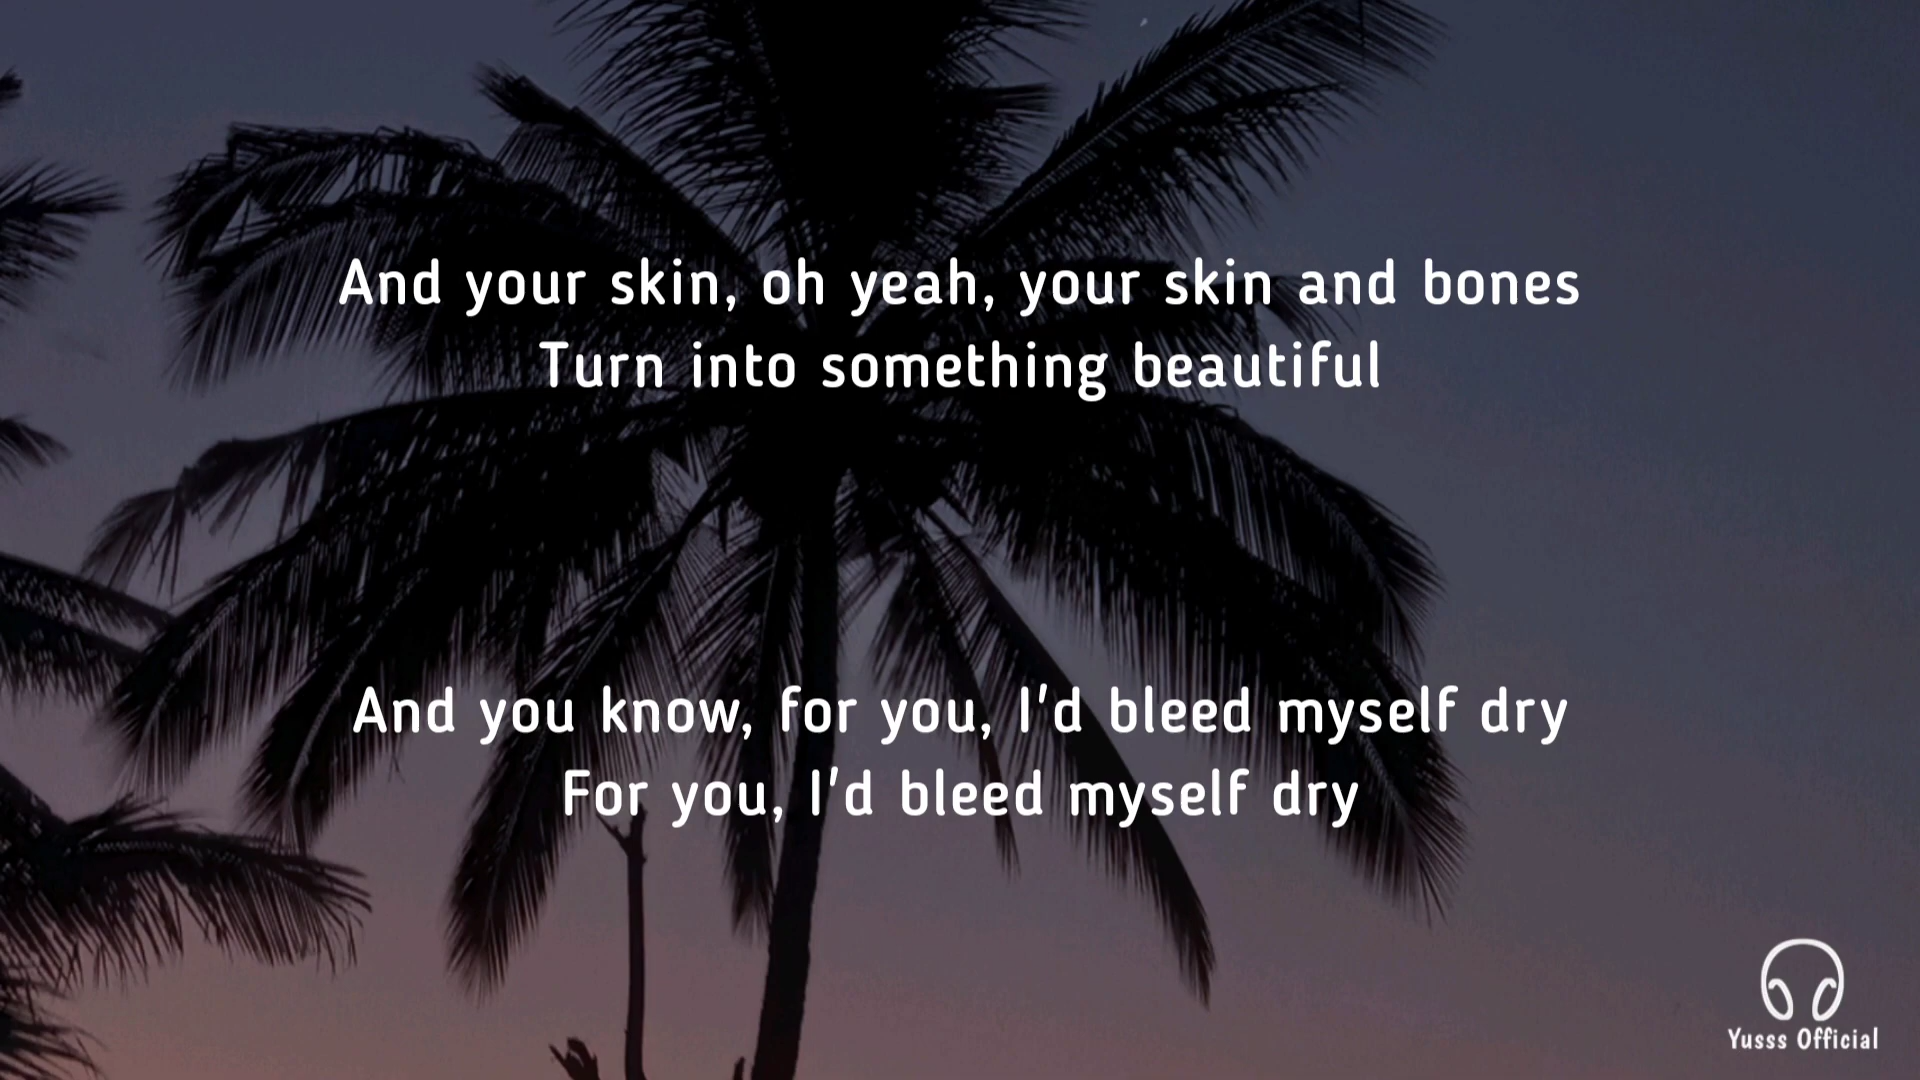 And your skin, oh yeah, your skin and bones
Turn into something beautiful
And you know, for you, I'd bleed myself dry
For you, I'd bleed myself dry
Yusss Official